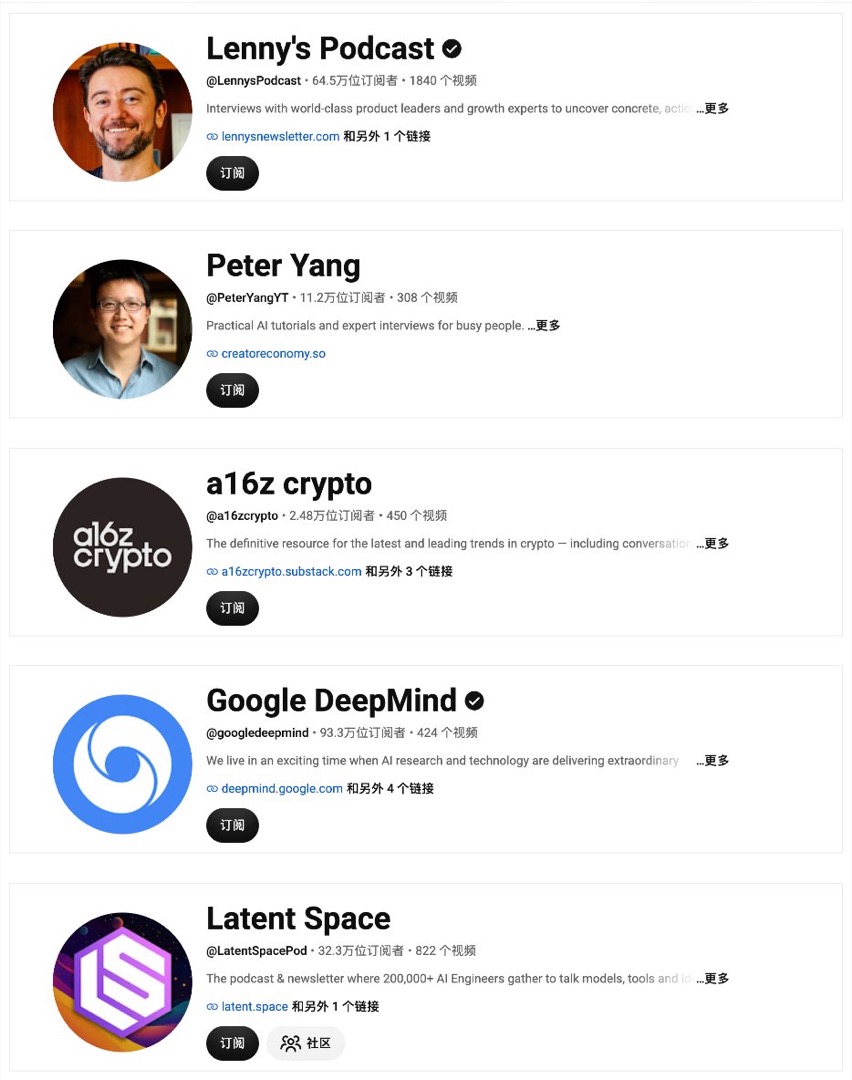 Lenny's Podcast
@LennysPodcast • 64.5万位订阅者 • 1840 个视频
Interviews with world-class product leaders and growth experts to uncover concrete, actio ...更多
lennysnewsletter.com 和另外 1 个链接
订阅
Peter Yang
@PeterYangYT • 11.2万位订阅者 • 308 个视频
Practical AI tutorials and expert interviews for busy people. ...更多
creatoreconomy.so
订阅
a16z crypto
a16z crypto
@a16zcrypto • 2.48万位订阅者 • 450 个视频
The definitive resource for the latest and leading trends in crypto — including conversation ...更多
a16zcrypto.substack.com 和另外 3 个链接
订阅
Google DeepMind
@googledeepmind • 93.3万位订阅者 • 424 个视频
We live in an exciting time when AI research and technology are delivering extraordinary ...更多
deepmind.google.com 和另外 4 个链接
订阅
LS
Latent Space
@LatentSpacePod • 32.3万位订阅者 • 822 个视频
The podcast & newsletter where 200,000+ AI Engineers gather to talk models, tools and id ...更多
latent.space 和另外 1 个链接
订阅 社区